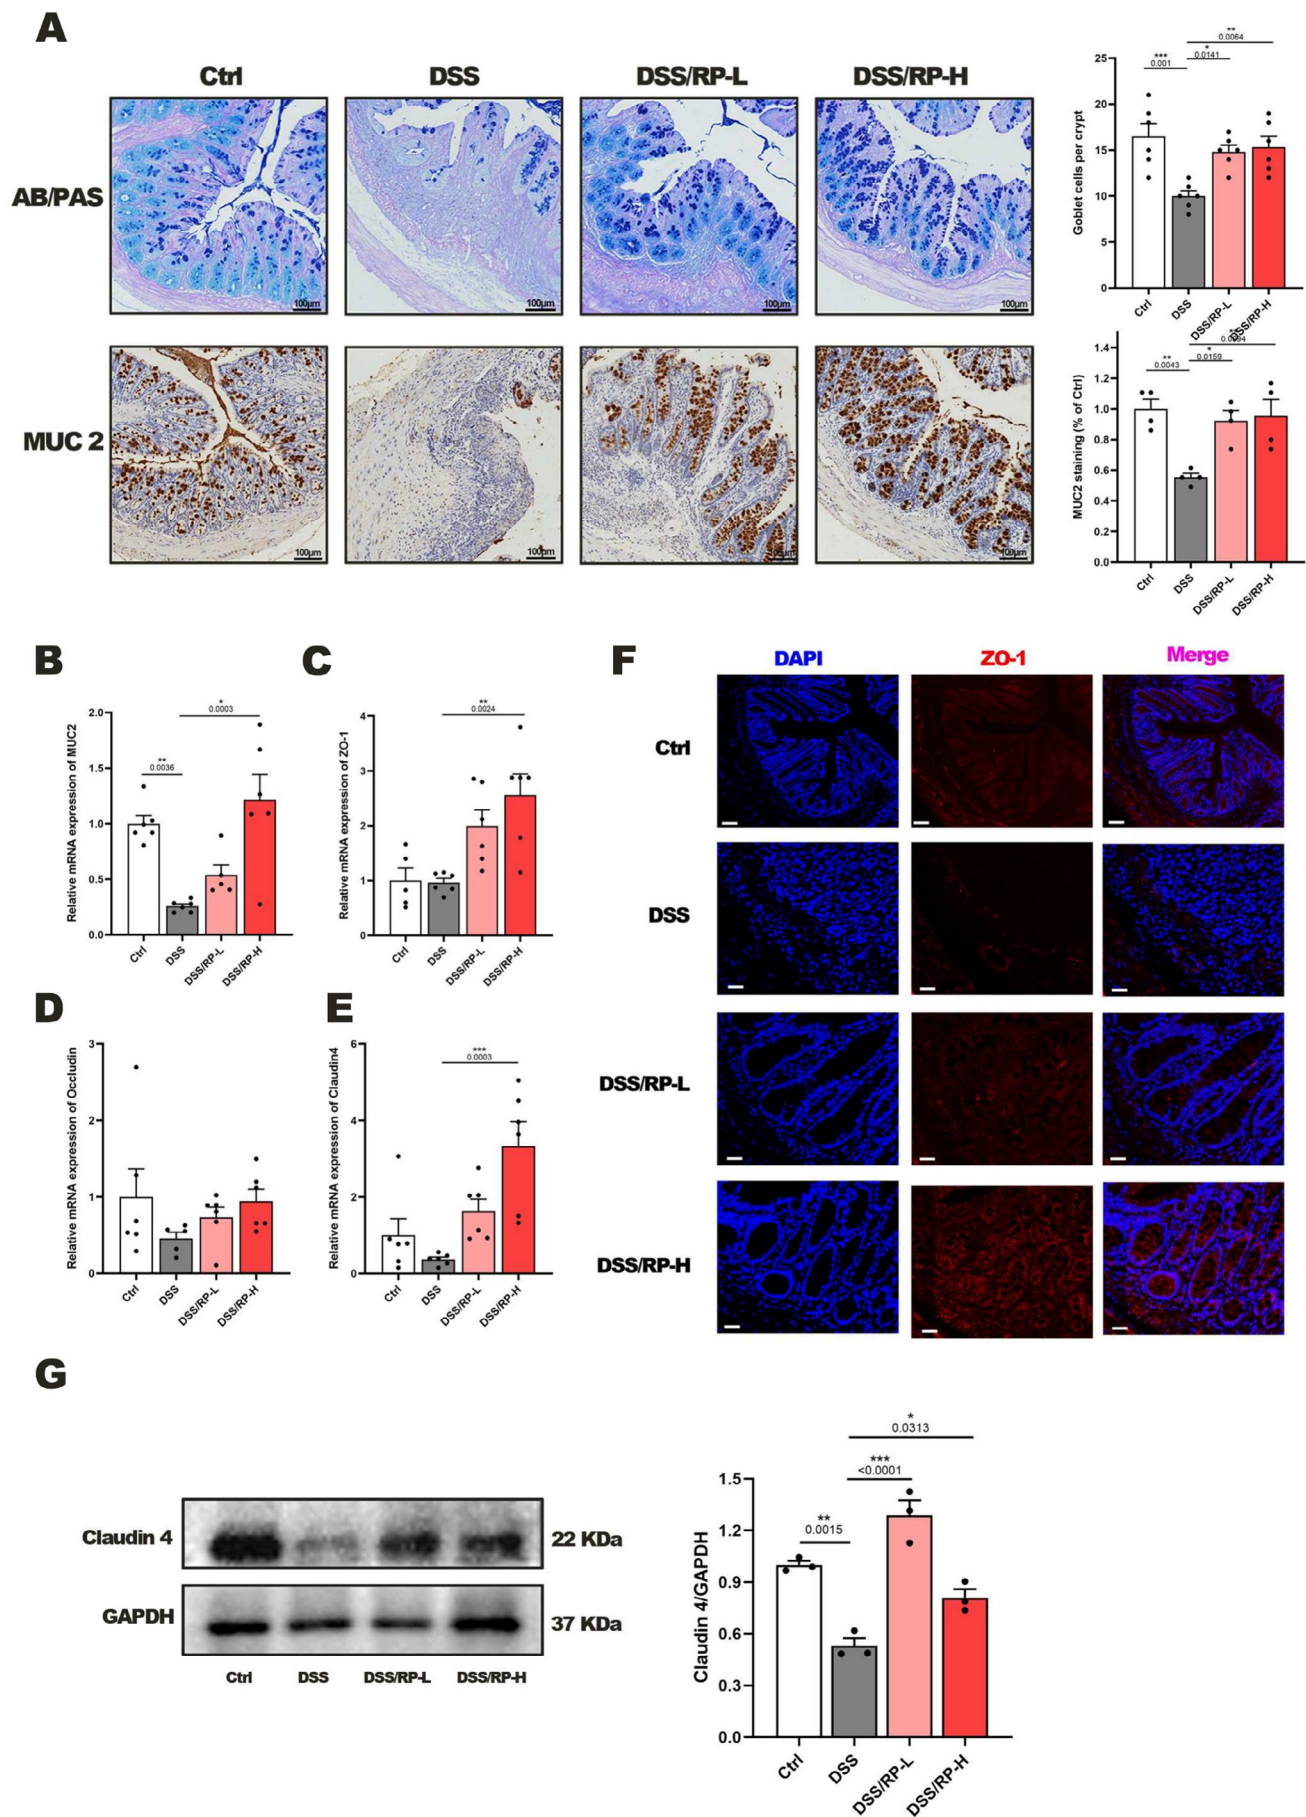 A
Ctrl
DSS
DSS/RP-L
DSS/RP-H
AB/PAS
100μm
100μm
100μm
100μm
MUC 2
100μm
100μm
100μm
100μm
**
0.0064
***
0.001
*
0.0141
Goblet cells per crypt
25
20
15
10
5
0
Ctrl
DSS
DSS/RP-L
DSS/RP-H
**
0.0043
*
0.0159
MUC2 staining (% of Ctrl)
1.4
1.2
1.0
0.8
0.6
0.4
0.2
0.0
Ctrl
DSS
DSS/RP-L
DSS/RP-H
B
*
0.0003
**
0.0036
Relative mRNA expression of MUC2
2.0
1.5
1.0
0.5
0.0
Ctrl
DSS
DSS/RP-L
DSS/RP-H
C
**
0.0024
Relative mRNA expression of ZO-1
4
3
2
1
0
Ctrl
DSS
DSS/RP-L
DSS/RP-H
D
Relative mRNA expression of Occludin
3
2
1
0
Ctrl
DSS
DSS/RP-L
DSS/RP-H
E
***
0.0003
Relative mRNA expression of Claudin4
6
4
2
0
Ctrl
DSS
DSS/RP-L
DSS/RP-H
F
DAPI
ZO-1
Merge
Ctrl
DSS
DSS/RP-L
DSS/RP-H
G
Claudin 4
22 KDa
GAPDH
37 KDa
Ctrl
DSS
DSS/RP-L
DSS/RP-H
*
0.0313
***
<0.0001
**
0.0015
Claudin 4/GAPDH
1.5
1.2
0.9
0.6
0.3
0.0
Ctrl
DSS
DSS/RP-L
DSS/RP-H